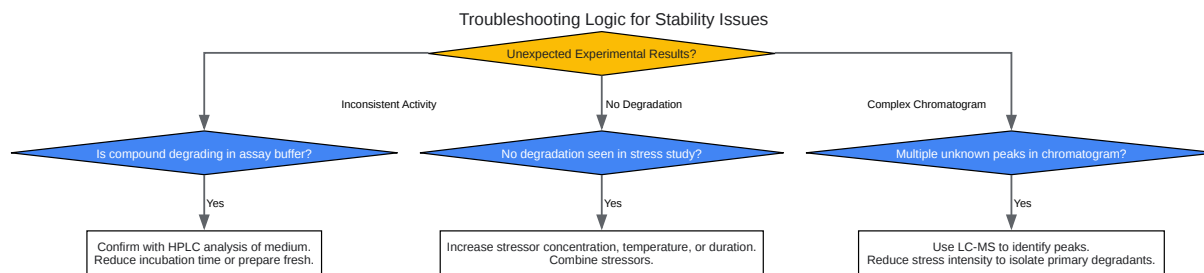 Troubleshooting Logic for Stability Issues
Unexpected Experimental Results?
Inconsistent Activity
No Degradation
Complex Chromatogram
Is compound degrading in assay buffer?
No degradation seen in stress study?
Multiple unknown peaks in chromatogram?
Yes
Yes
Yes
Confirm with HPLC analysis of medium.
Reduce incubation time or prepare fresh.
Increase stressor concentration, temperature, or duration.
Combine stressors.
Use LC-MS to identify peaks.
Reduce stress intensity to isolate primary degradants.